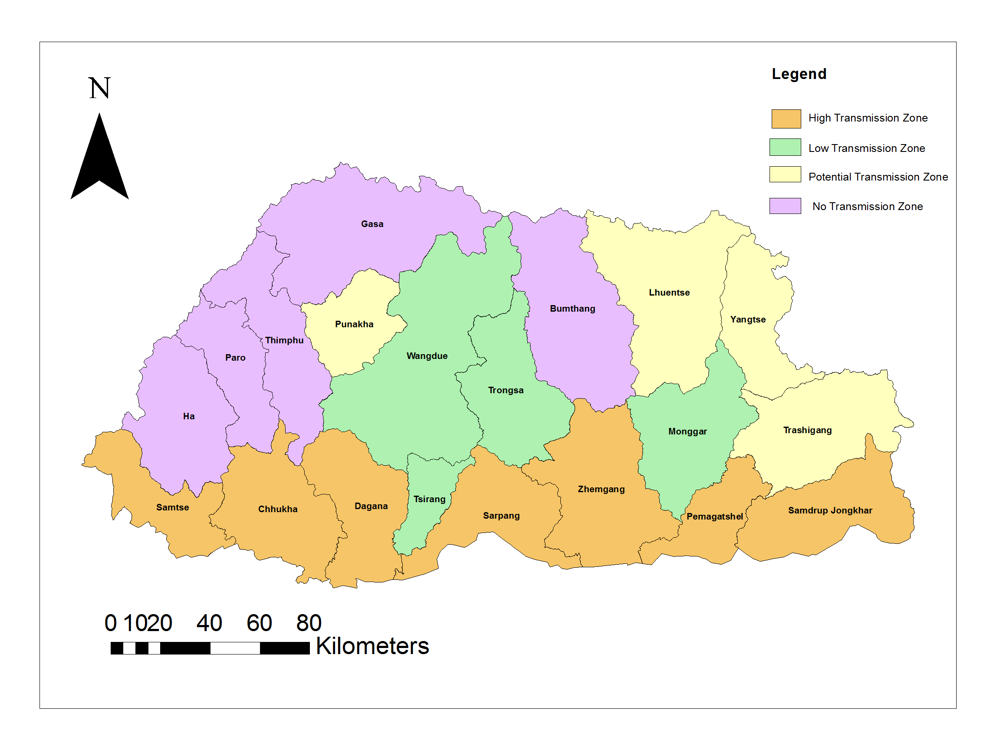 N
Legend
High Transmission Zone
Low Transmission Zone
Potential Transmission Zone
No Transmission Zone
Gasa
Lhuentse
Bumthang
Yangtse
Punakha
Thimphu
Wangdue
Paro
Trongsa
Ha
Monggar
Trashigang
Zhemgang
Tsirang
Dagana
Samtse
Chhukha
Sarpang
Pemagatshel
Samdrup Jongkhar
0 10 20 40 60 80
Kilometers